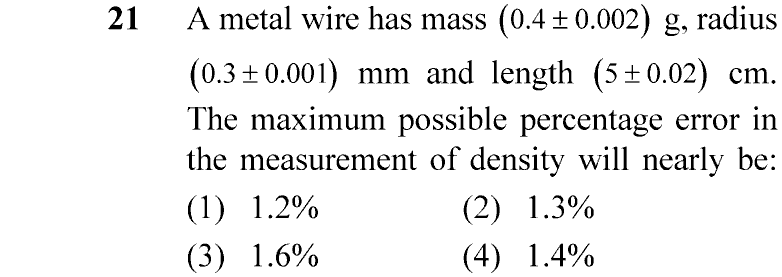 21 A metal wire has mass (0.4 ± 0.002) g, radius
(0.3 ± 0.001) mm and length (5 ± 0.02) cm.
The maximum possible percentage error in
the measurement of density will nearly be:
(1) 1.2% (2) 1.3%
(3) 1.6% (4) 1.4%